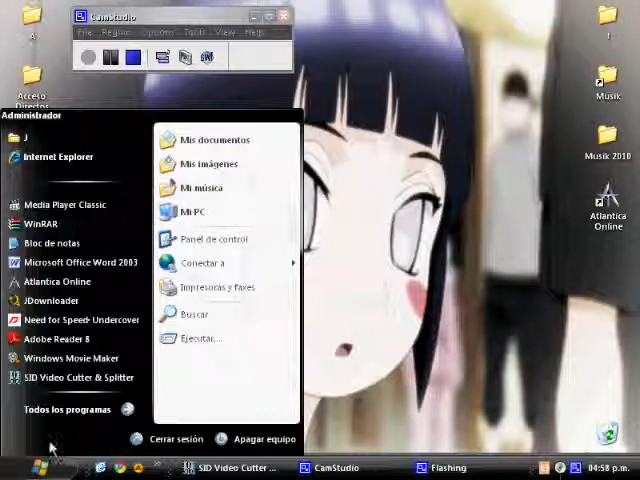 CamStudio
File Region Options Tools View Help
A
Acceso
Directos
J
Musik
Musik 2010
Atlantica
Online
Administrador
J
Internet Explorer
Media Player Classic
WinRAR
Bloc de notas
Microsoft Office Word 2003
Atlantica Online
JDownloader
Need for Speed Undercover
Adobe Reader 8
Windows Movie Maker
SID Video Cutter & Splitter
Todos los programas
Mis documentos
Mis imágenes
Mi música
Mi PC
Panel de control
Conectar a
Impresoras y faxes
Buscar
Ejecutar...
Cerrar sesión
Apagar equipo
SID Video Cutter ...
CamStudio
Flashing
04:58 p.m.